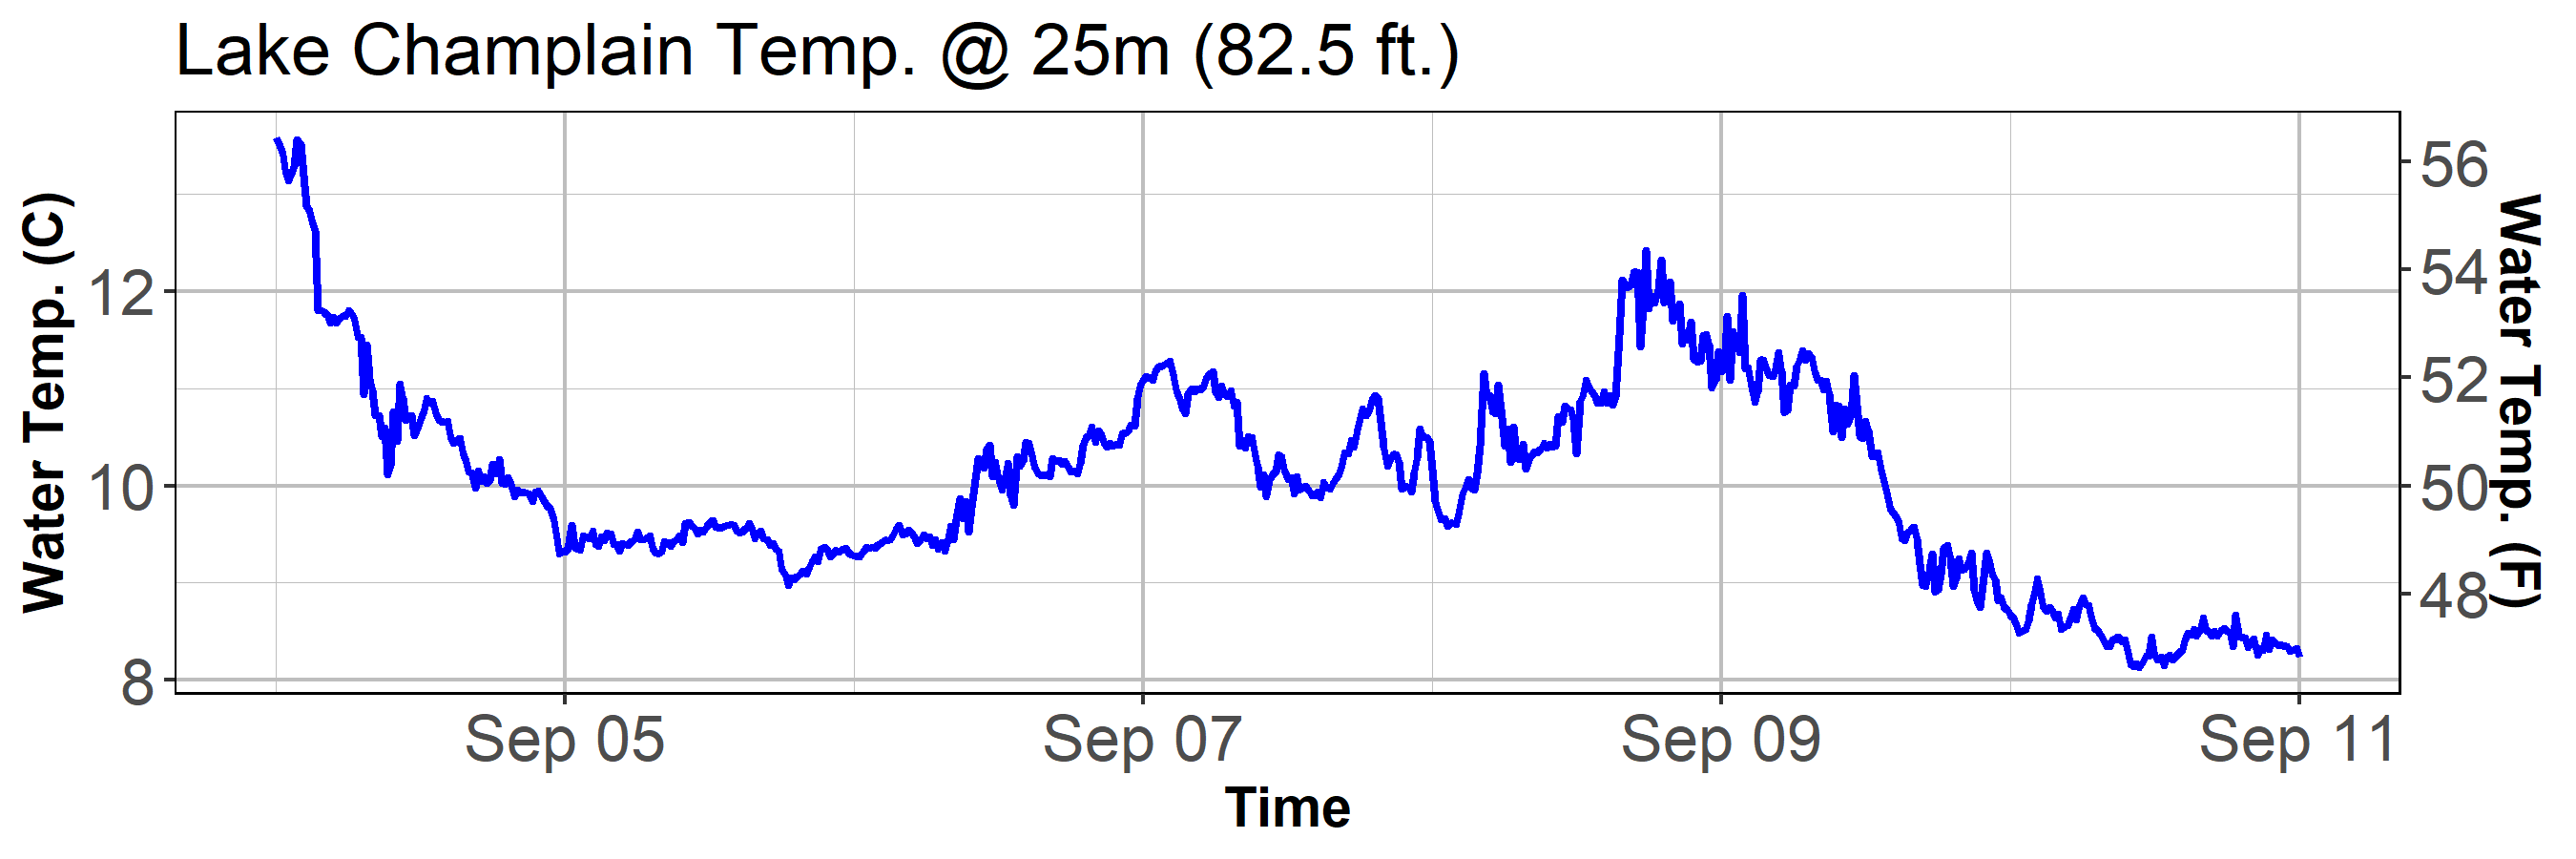 Lake Champlain Temp. @ 25m (82.5 ft.)
Water Temp. (C)
12
10
8
56
54
52
50
48
Water Temp. (F)
Sep 05 Sep 07 Sep 09 Sep 11
Time